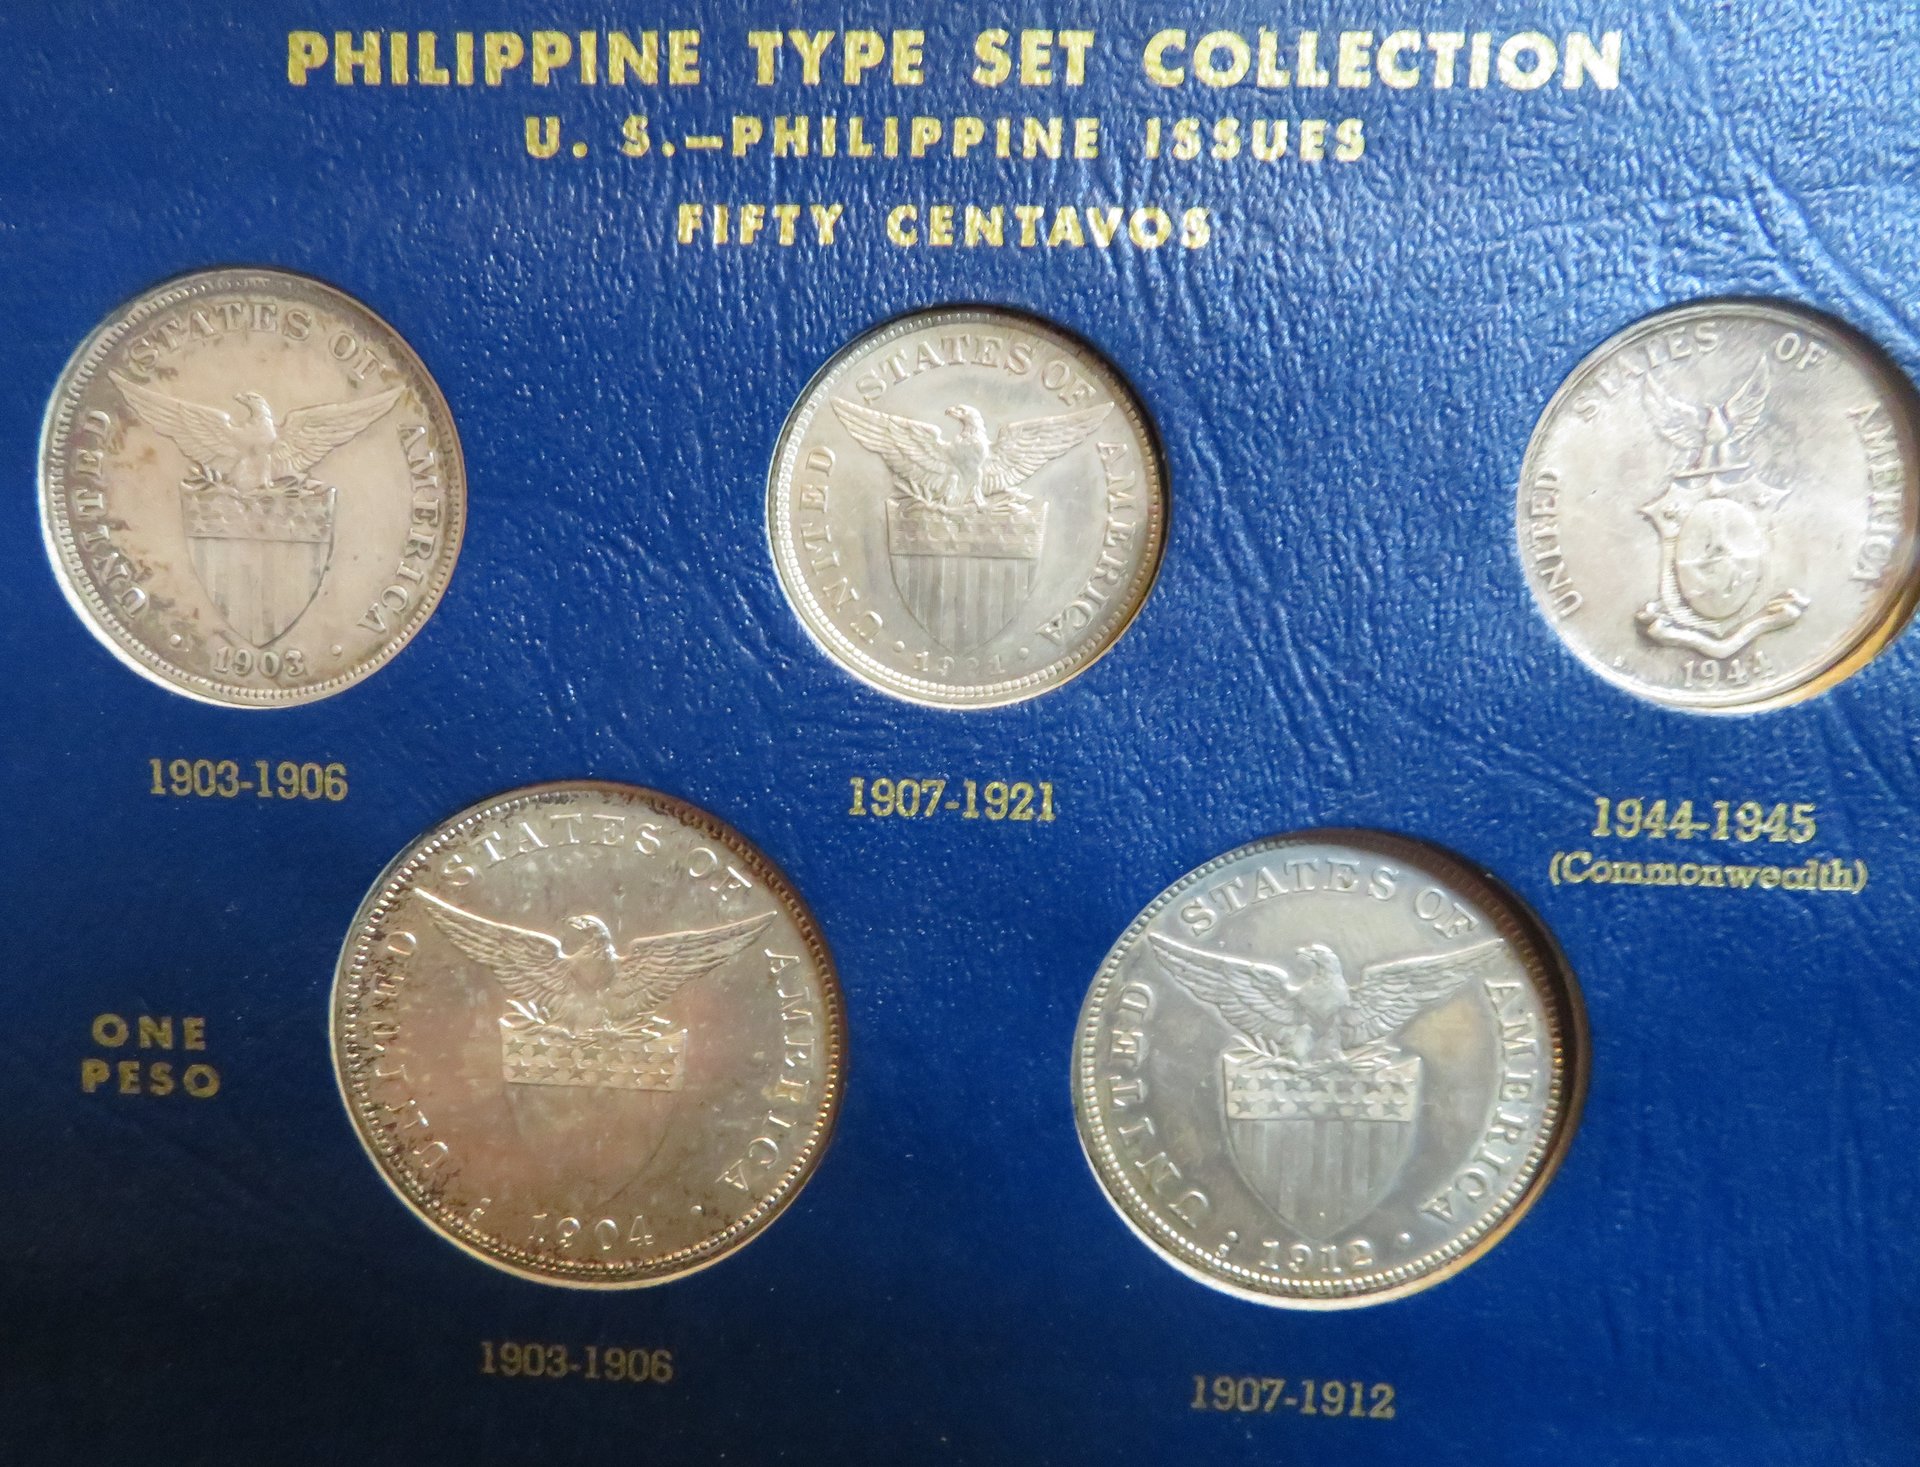 PHILIPPINE TYPE SET COLLECTION
U. S.—PHILIPPINE ISSUES
FIFTY CENTAVOS
UNITED STATES OF AMERICA
1903
UNITED STATES OF AMERICA
1921
UNITED STATES OF AMERICA
1944
1903-1906
1907-1921
1944-1945
(Commonwealth)
ONE
PESO
UNITED STATES OF AMERICA
S
1904
UNITED STATES OF AMERICA
S
1912
1903-1906
1907-1912